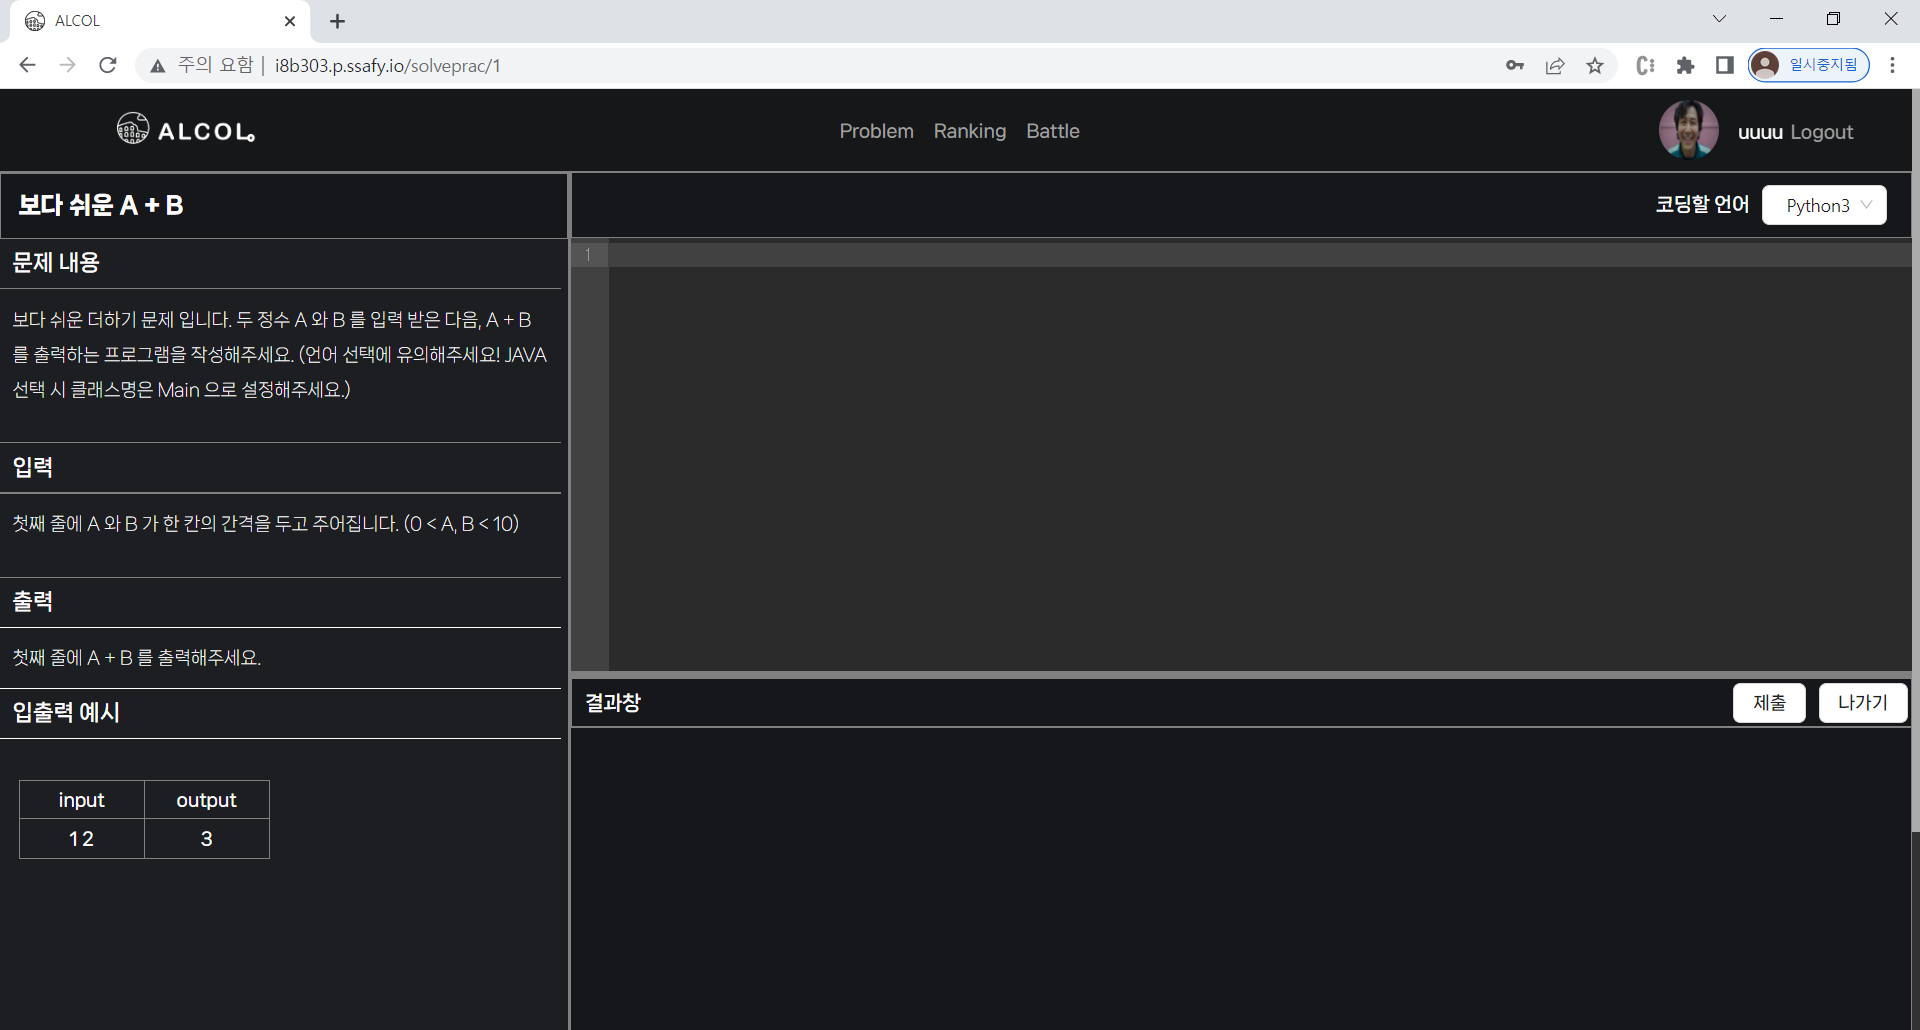 ALCOL
주의 요함 | i8b303.p.ssafy.io/solveprac/1
일시중지됨
ALCOL
Problem Ranking Battle
uuuu Logout
보다 쉬운 A + B
코딩할 언어 Python3
문제 내용
1
보다 쉬운 더하기 문제 입니다. 두 정수 A 와 B 를 입력 받은 다음, A + B
를 출력하는 프로그램을 작성해주세요. (언어 선택에 유의해주세요! JAVA
선택 시 클래스명은 Main 으로 설정해주세요.)
입력
첫째 줄에 A 와 B 가 한 칸의 간격을 두고 주어집니다. (0 < A, B < 10)
출력
첫째 줄에 A + B 를 출력해주세요.
입출력 예시
input output
1 2 3
결과창 제출 나가기